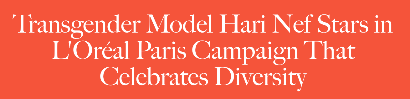 Transgender Model Hari Nef Stars in
L'Oréal Paris Campaign That
Celebrates Diversity